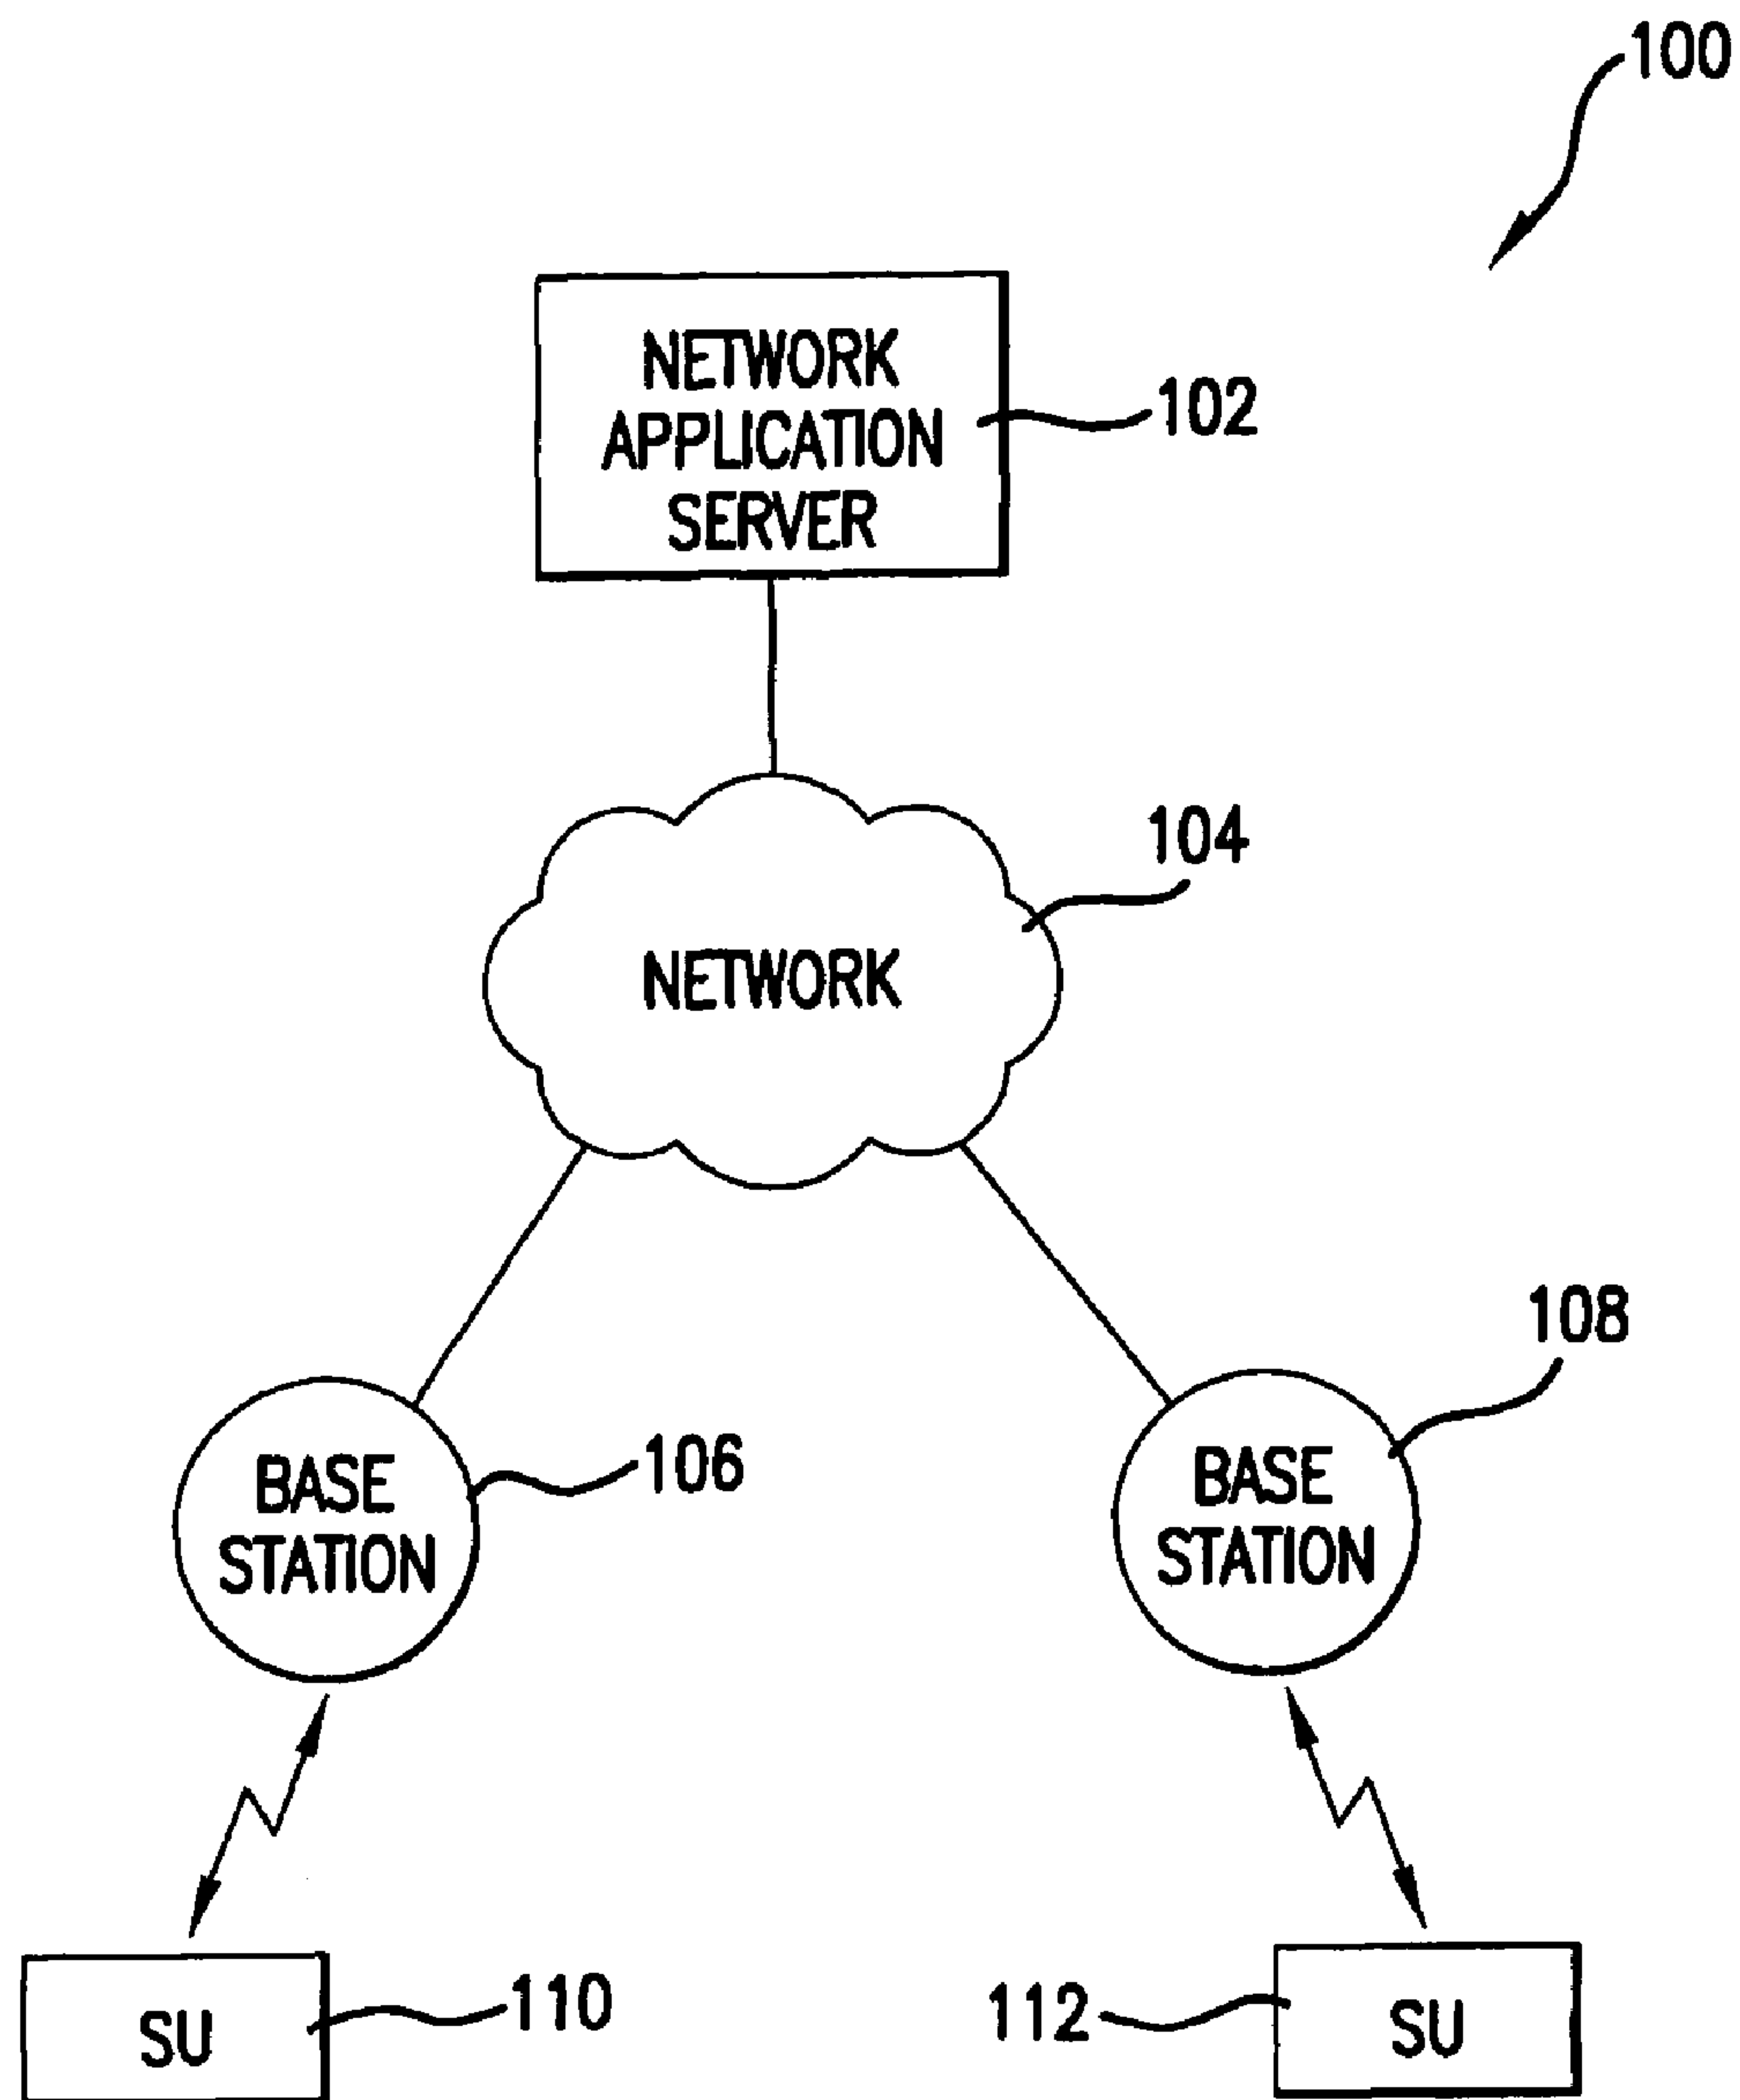 100
NETWORK
APPLICATION
SERVER
102
104
NETWORK
108
BASE
STATION
106
BASE
STATION
SU
110
112
SU